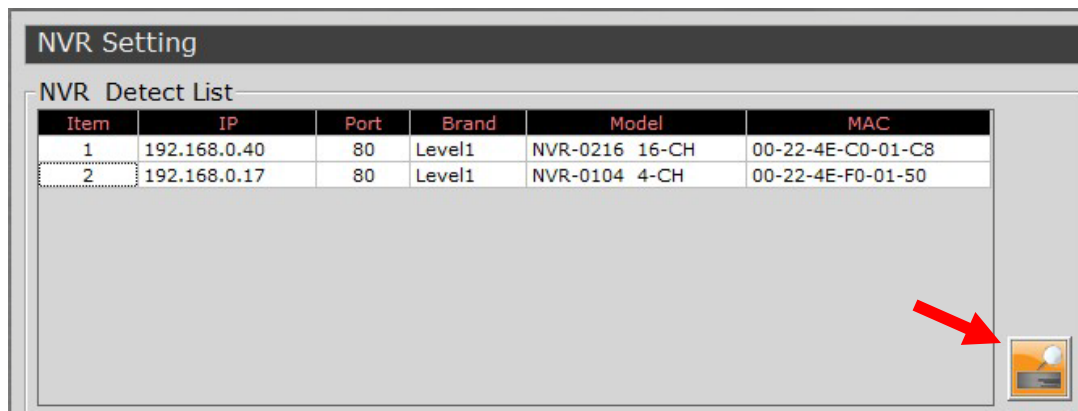 NVR Setting
NVR Detect List
Item IP Port Brand Model MAC
1 192.168.0.40 80 Level1 NVR-0216 16-CH 00-22-4E-C0-01-C8
2 192.168.0.17 80 Level1 NVR-0104 4-CH 00-22-4E-F0-01-50